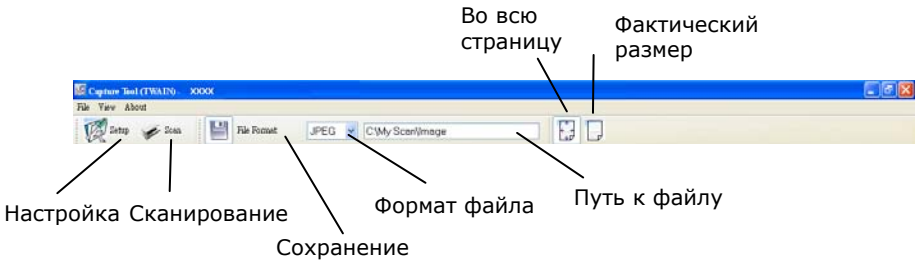 Во всю
страницу
Фактический
размер
Capture Tool (TWAIN) - XXXX
File View About
Setup Scan File Format JPEG C:\My Scan\Image
Настройка Сканирование
Формат файла
Путь к файлу
Сохранение